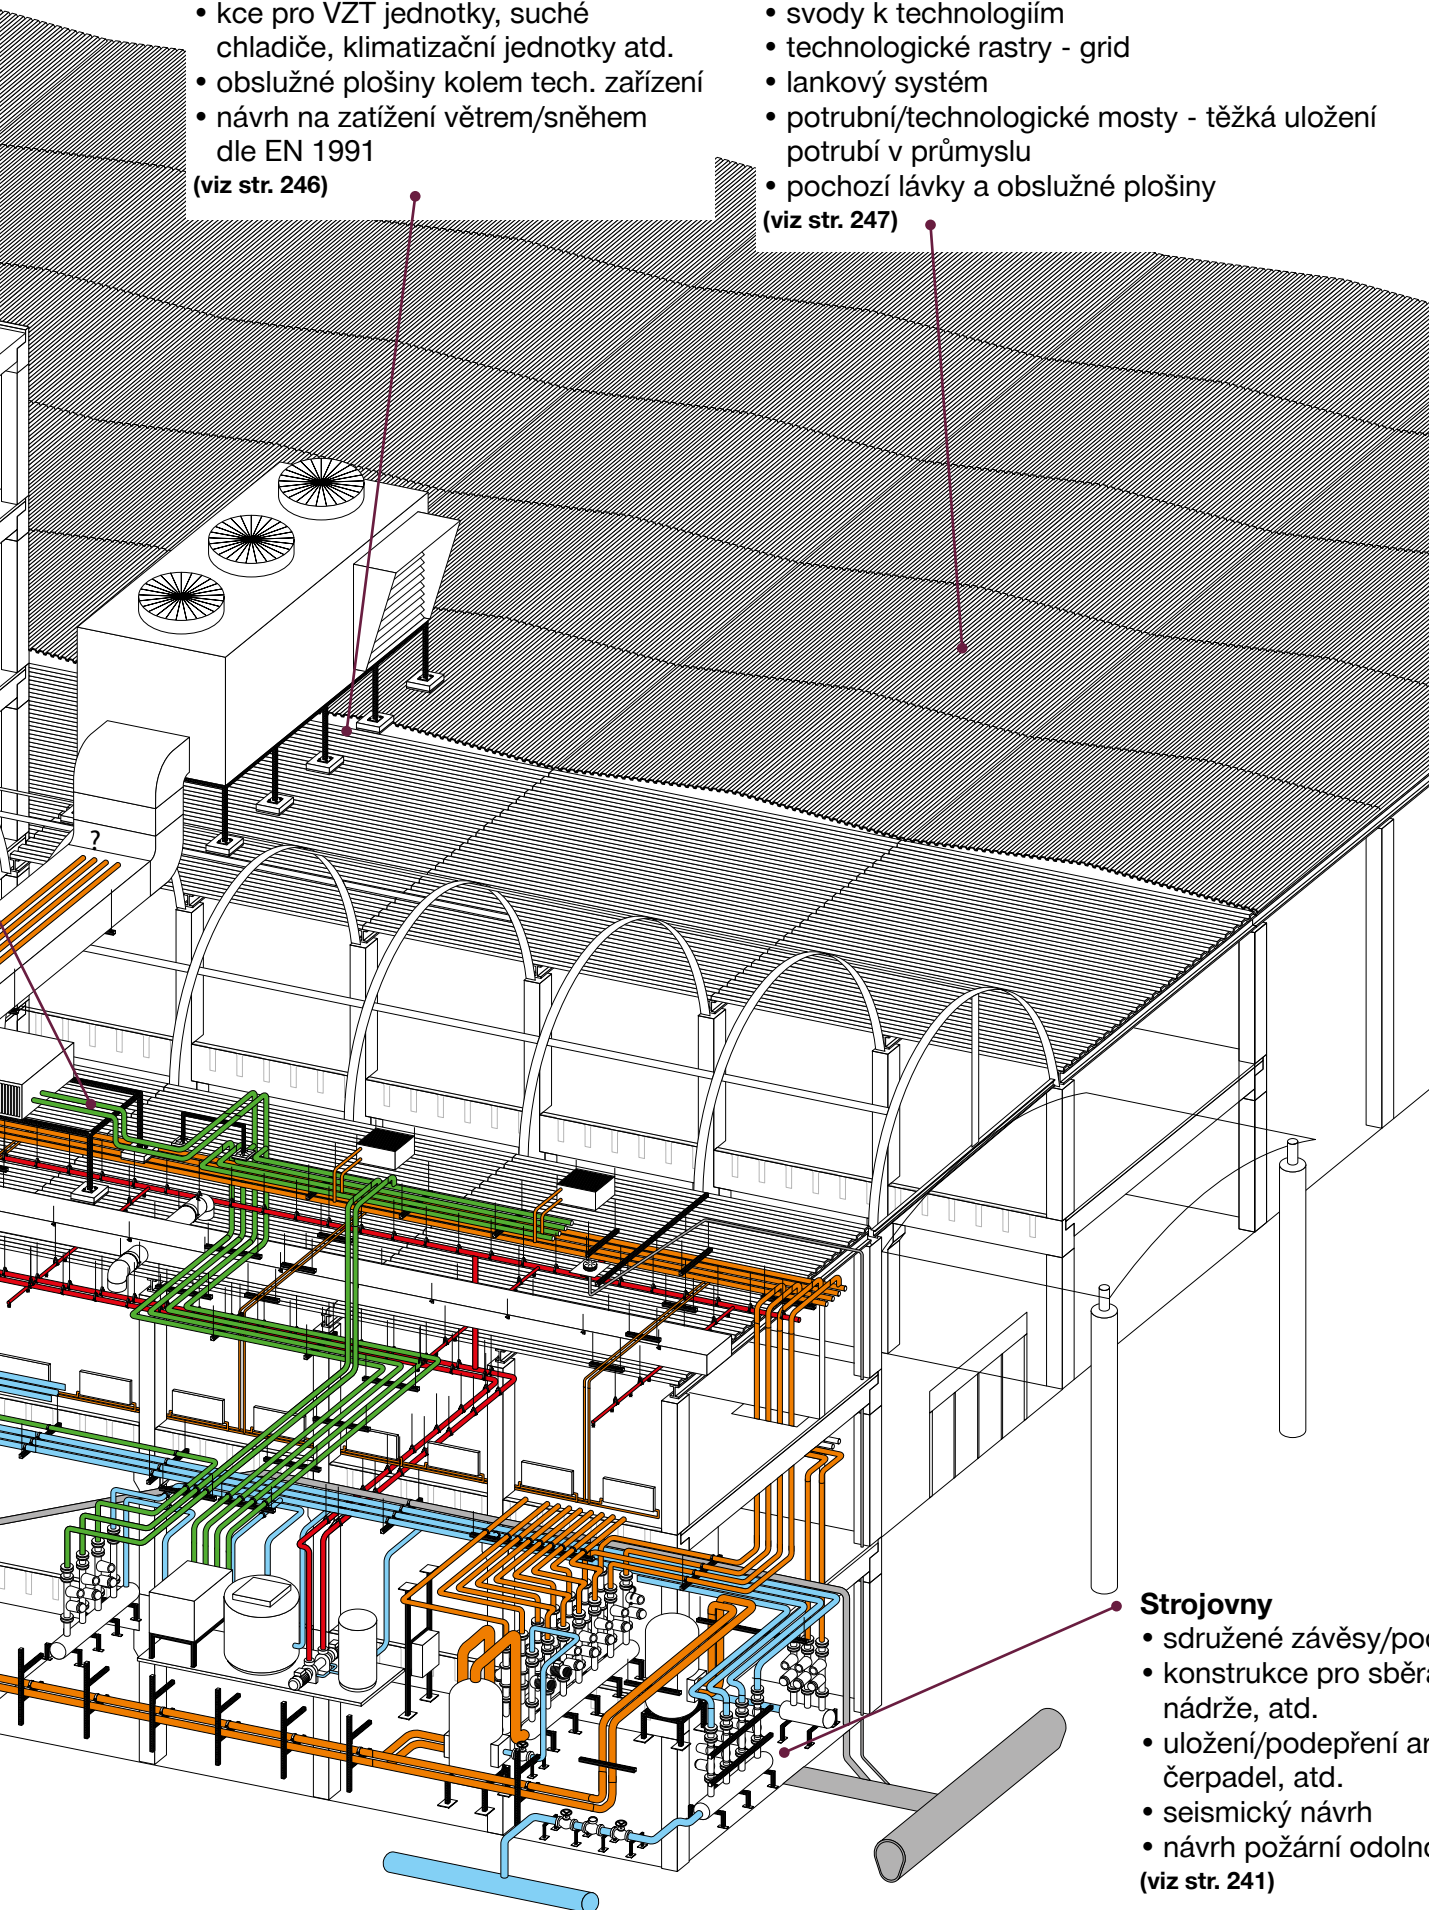 • kce pro VZT jednotky, suché
chladiče, klimatizační jednotky atd.
• obslužné plošiny kolem tech. zařízení
• návrh na zatížení větrem/sněhem
dle EN 1991
(viz str. 246)
• svody k technologiím
• technologické rastry - grid
• lankový systém
• potrubní/technologické mosty - těžká uložení
potrubí v průmyslu
• pochozí lávky a obslužné plošiny
(viz str. 247)
?
Strojovny
• sdružené závěsy/
• konstrukce pro
nádrže, atd.
• uložení/podepření
čerpadel, atd.
• seismický návrh
• návrh požární
(viz str. 241)